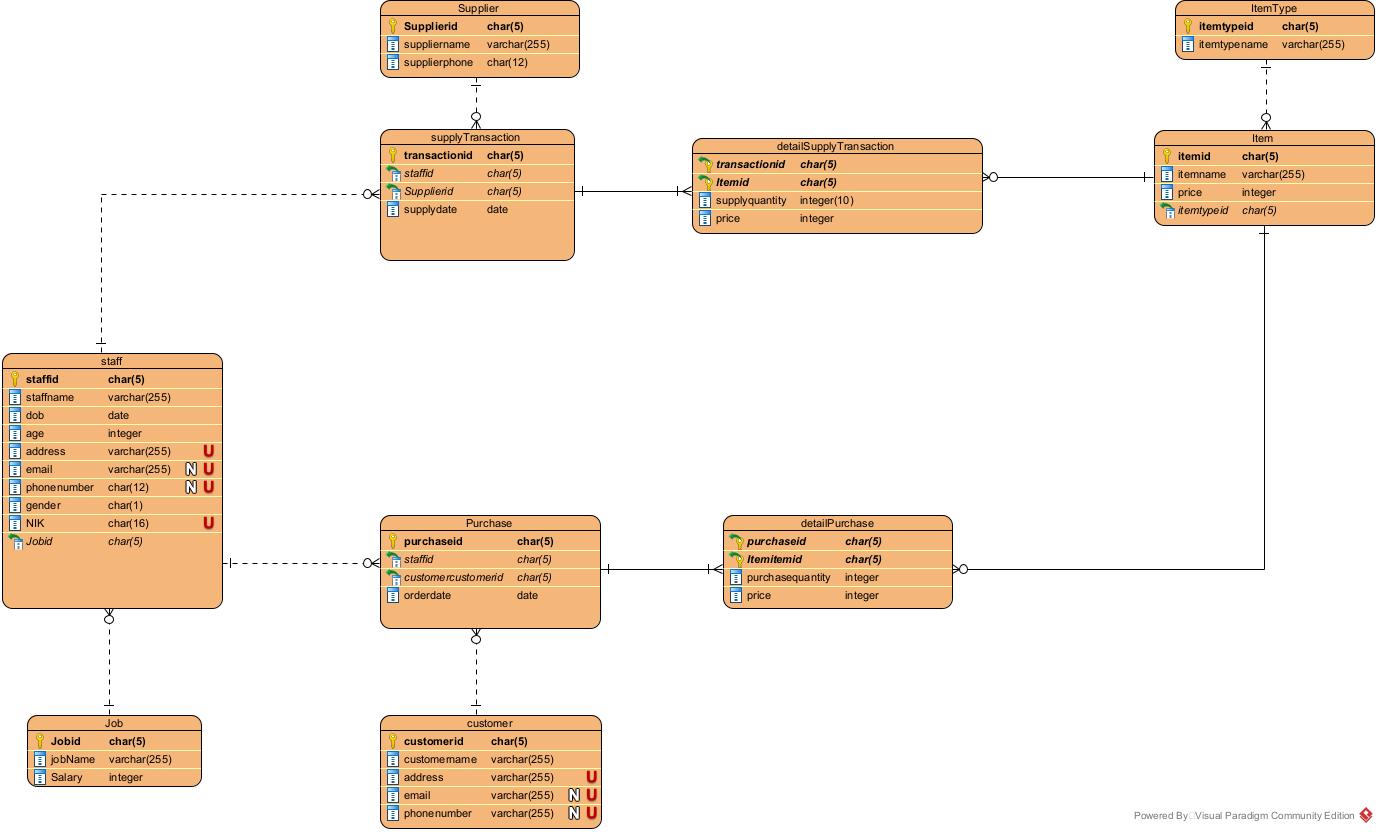 Supplier
Supplierid char(5)
suppliername varchar(255)
supplierphone char(12)
ItemType
itemtypeid char(5)
itemtypename varchar(255)
supplyTransaction
transactionid char(5)
staffid char(5)
Supplierid char(5)
supplydate date
detailSupplyTransaction
transactionid char(5)
Itemid char(5)
supplyquantity integer(10)
price integer
Item
itemid char(5)
itemname varchar(255)
price integer
itemtypeid char(5)
staff
staffid char(5)
staffname varchar(255)
dob date
age integer
address varchar(255) U
email varchar(255) N U
phonenumber char(12) N U
gender char(1)
NIK char(16) U
Jobid char(5)
Purchase
purchaseid char(5)
staffid char(5)
customercustomerid char(5)
orderdate date
detailPurchase
purchaseid char(5)
Itemitemid char(5)
purchasequantity integer
price integer
Job
Jobid char(5)
jobName varchar(255)
Salary integer
customer
customerid char(5)
customername varchar(255)
address varchar(255) U
email varchar(255) N U
phonenumber varchar(255) N U
Powered By Visual Paradigm Community Edition